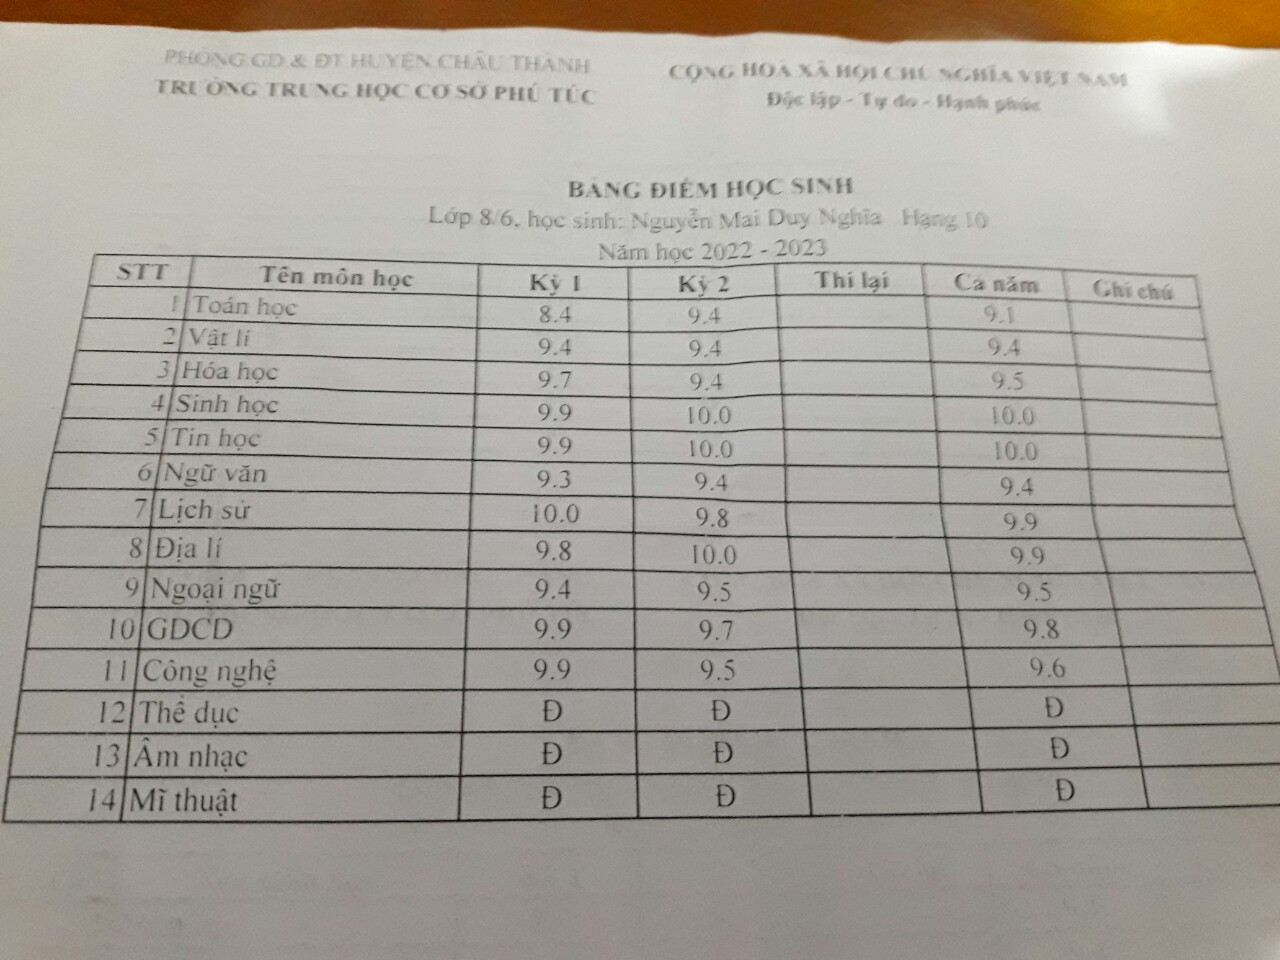 PHÒNG GD & ĐT HUYỆN CHÂU THÀNH
TRƯỜNG TRUNG HỌC CƠ SỞ PHÚ TÚC
CỘNG HOÀ XÃ HỘI CHỦ NGHĨA VIỆT NAM
Độc lập - Tự do - Hạnh phúc
BẢNG ĐIỂM HỌC SINH
Lớp 8/6, học sinh: Nguyễn Mai Duy Nghĩa Hạng 10
Năm học 2022 - 2023
STT Tên môn học Kỳ 1 Kỳ 2 Thi lại Cả năm Ghi chú
1 Toán học 8.4 9.4 9.1
2 Vật lí 9.4 9.4 9.4
3 Hóa học 9.7 9.4 9.5
4 Sinh học 9.9 10.0 10.0
5 Tin học 9.9 10.0 10.0
6 Ngữ văn 9.3 9.4 9.4
7 Lịch sử 10.0 9.8 9.9
8 Địa lí 9.8 10.0 9.9
9 Ngoại ngữ 9.4 9.5 9.5
10 GDCD 9.9 9.7 9.8
11 Công nghệ 9.9 9.5 9.6
12 Thể dục Đ Đ Đ
13 Âm nhạc Đ Đ Đ
14 Mĩ thuật Đ Đ Đ